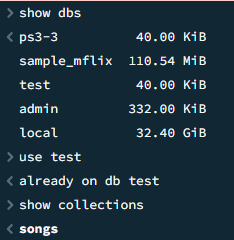 > show dbs
< ps3-3 40.00 KiB
sample_mflix 110.54 MiB
test 40.00 KiB
admin 332.00 KiB
local 32.40 GiB
> use test
< already on db test
> show collections
< songs